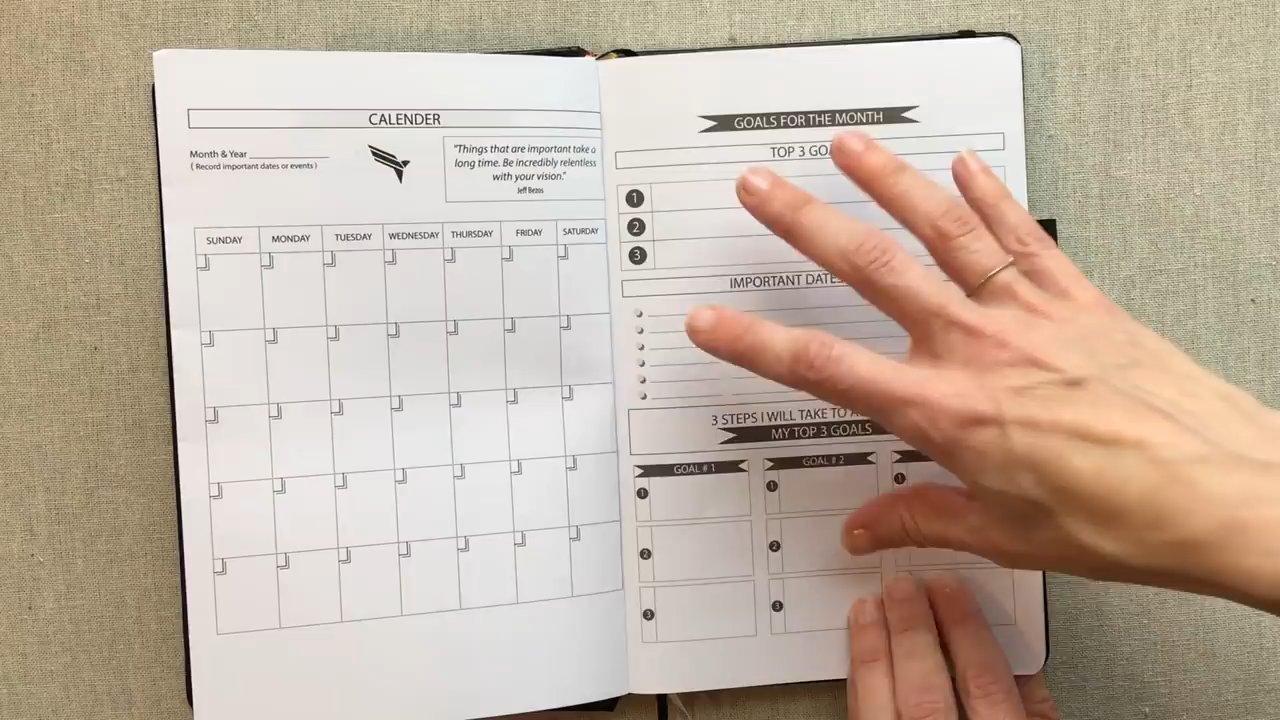 CALENDER
Month & Year
( Record important dates or events )
"Things that are important take a
long time. Be incredibly relentless
with your vision."
Jeff Bezos
SUNDAY MONDAY TUESDAY WEDNESDAY THURSDAY FRIDAY SATURDAY
GOALS FOR THE MONTH
TOP 3
1
2
3
IMPORTANT
3 STEPS I WILL TAKE TO
MY TOP 3 GOALS
GOAL # 1 GOAL # 2
1 1 1
2 2
3 3